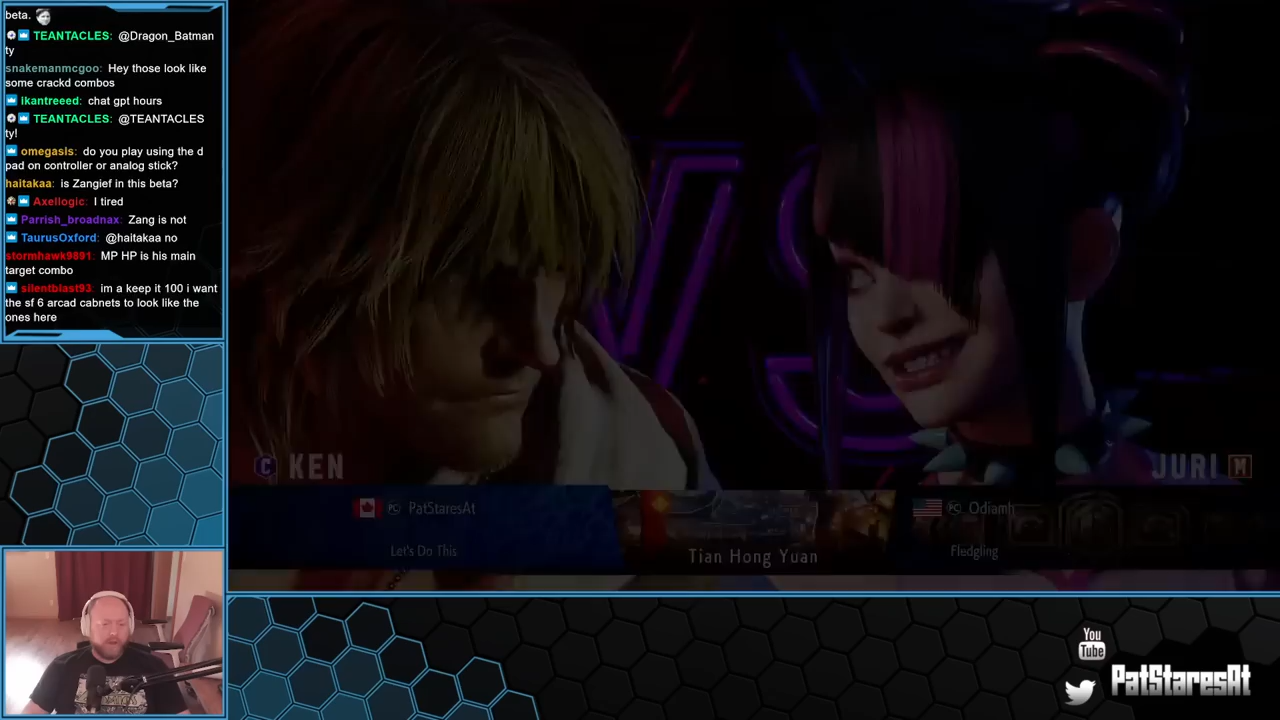 beta.
TEANTACLES: @Dragon_Batman
ty
snakemanmcgoo: Hey those look like
some crackd combos
ikantreeed: chat gpt hours
TEANTACLES: @TEANTACLES
ty!
omegasis: do you play using the d
pad on controller or analog stick?
haitakaa: is Zangief in this beta?
Axellogic: I tired
Parrish_broadnax: Zang is not
TaurusOxford: @haitakaa no
stormhawk9891: MP HP is his main
target combo
silentblast93: im a keep it 100 i want
the sf 6 arcad cabnets to look like the
ones here
VS
C KEN
JURI M
PC PatStaresAt
Let's Do This
Tian Hong Yuan
PC Odiamh
Fledgling
You
Tube
PatStaresAt